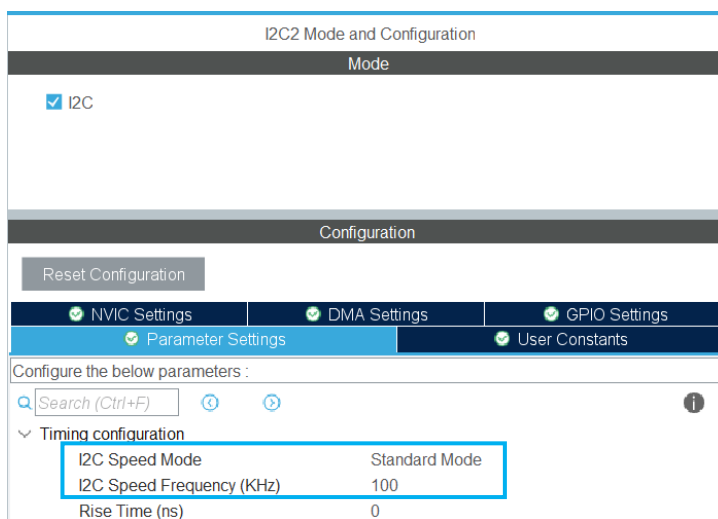 I2C2 Mode and Configuration
Mode
I2C
Configuration
Reset Configuration
NVIC Settings DMA Settings GPIO Settings
Parameter Settings User Constants
Configure the below parameters :
Search (Ctrl+F)
Timing configuration
I2C Speed Mode Standard Mode
I2C Speed Frequency (KHz) 100
Rise Time (ns) 0